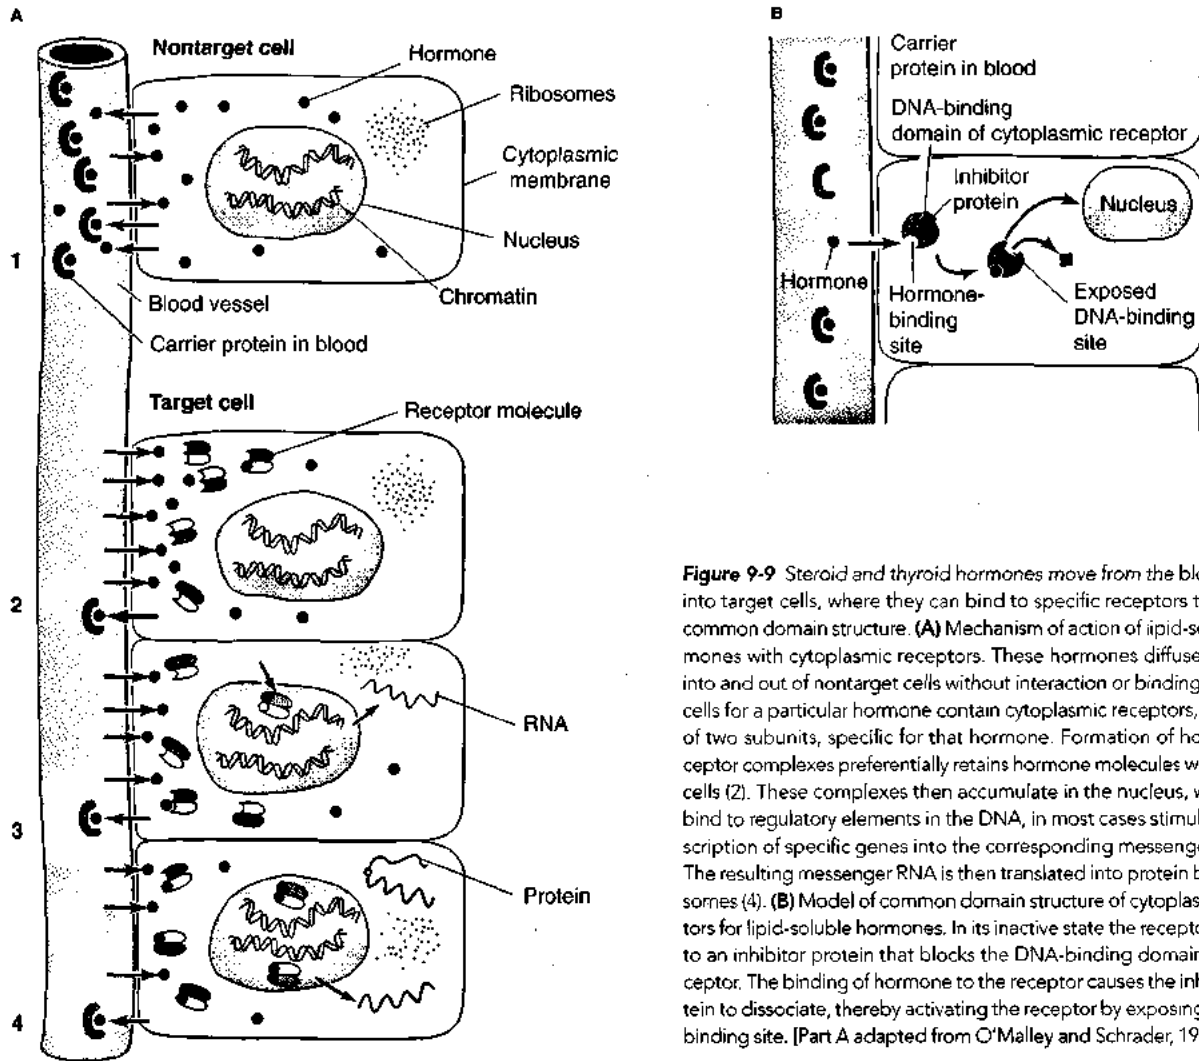 A
Nontarget cell
Hormone
Ribosomes
Cytoplasmic
membrane
Nucleus
Chromatin
1
Blood vessel
Carrier protein in blood
Target cell
Receptor molecule
2
RNA
3
Protein
4
B
Carrier
protein in blood
DNA-binding
domain of cytoplasmic receptor
Inhibitor
protein
Nucleus
Hormone
Hormone-
binding
site
Exposed
DNA-binding
site
Figure 9-9 Steroid and thyroid hormones move from the
into target cells, where they can bind to specific receptors
common domain structure. (A) Mechanism of action of lipid-
mones with cytoplasmic receptors. These hormones diffuse
into and out of nontarget cells without interaction or binding
cells for a particular hormone contain cytoplasmic receptors,
of two subunits, specific for that hormone. Formation of
ceptor complexes preferentially retains hormone molecules
cells (2). These complexes then accumulate in the nucleus,
bind to regulatory elements in the DNA, in most cases
scription of specific genes into the corresponding
The resulting messenger RNA is then translated into protein
somes (4). (B) Model of common domain structure of
tors for lipid-soluble hormones. In its inactive state the
to an inhibitor protein that blocks the DNA-binding domain
ceptor. The binding of hormone to the receptor causes the
tein to dissociate, thereby activating the receptor by exposing
binding site. [Part A adapted from O'Malley and Schrader,